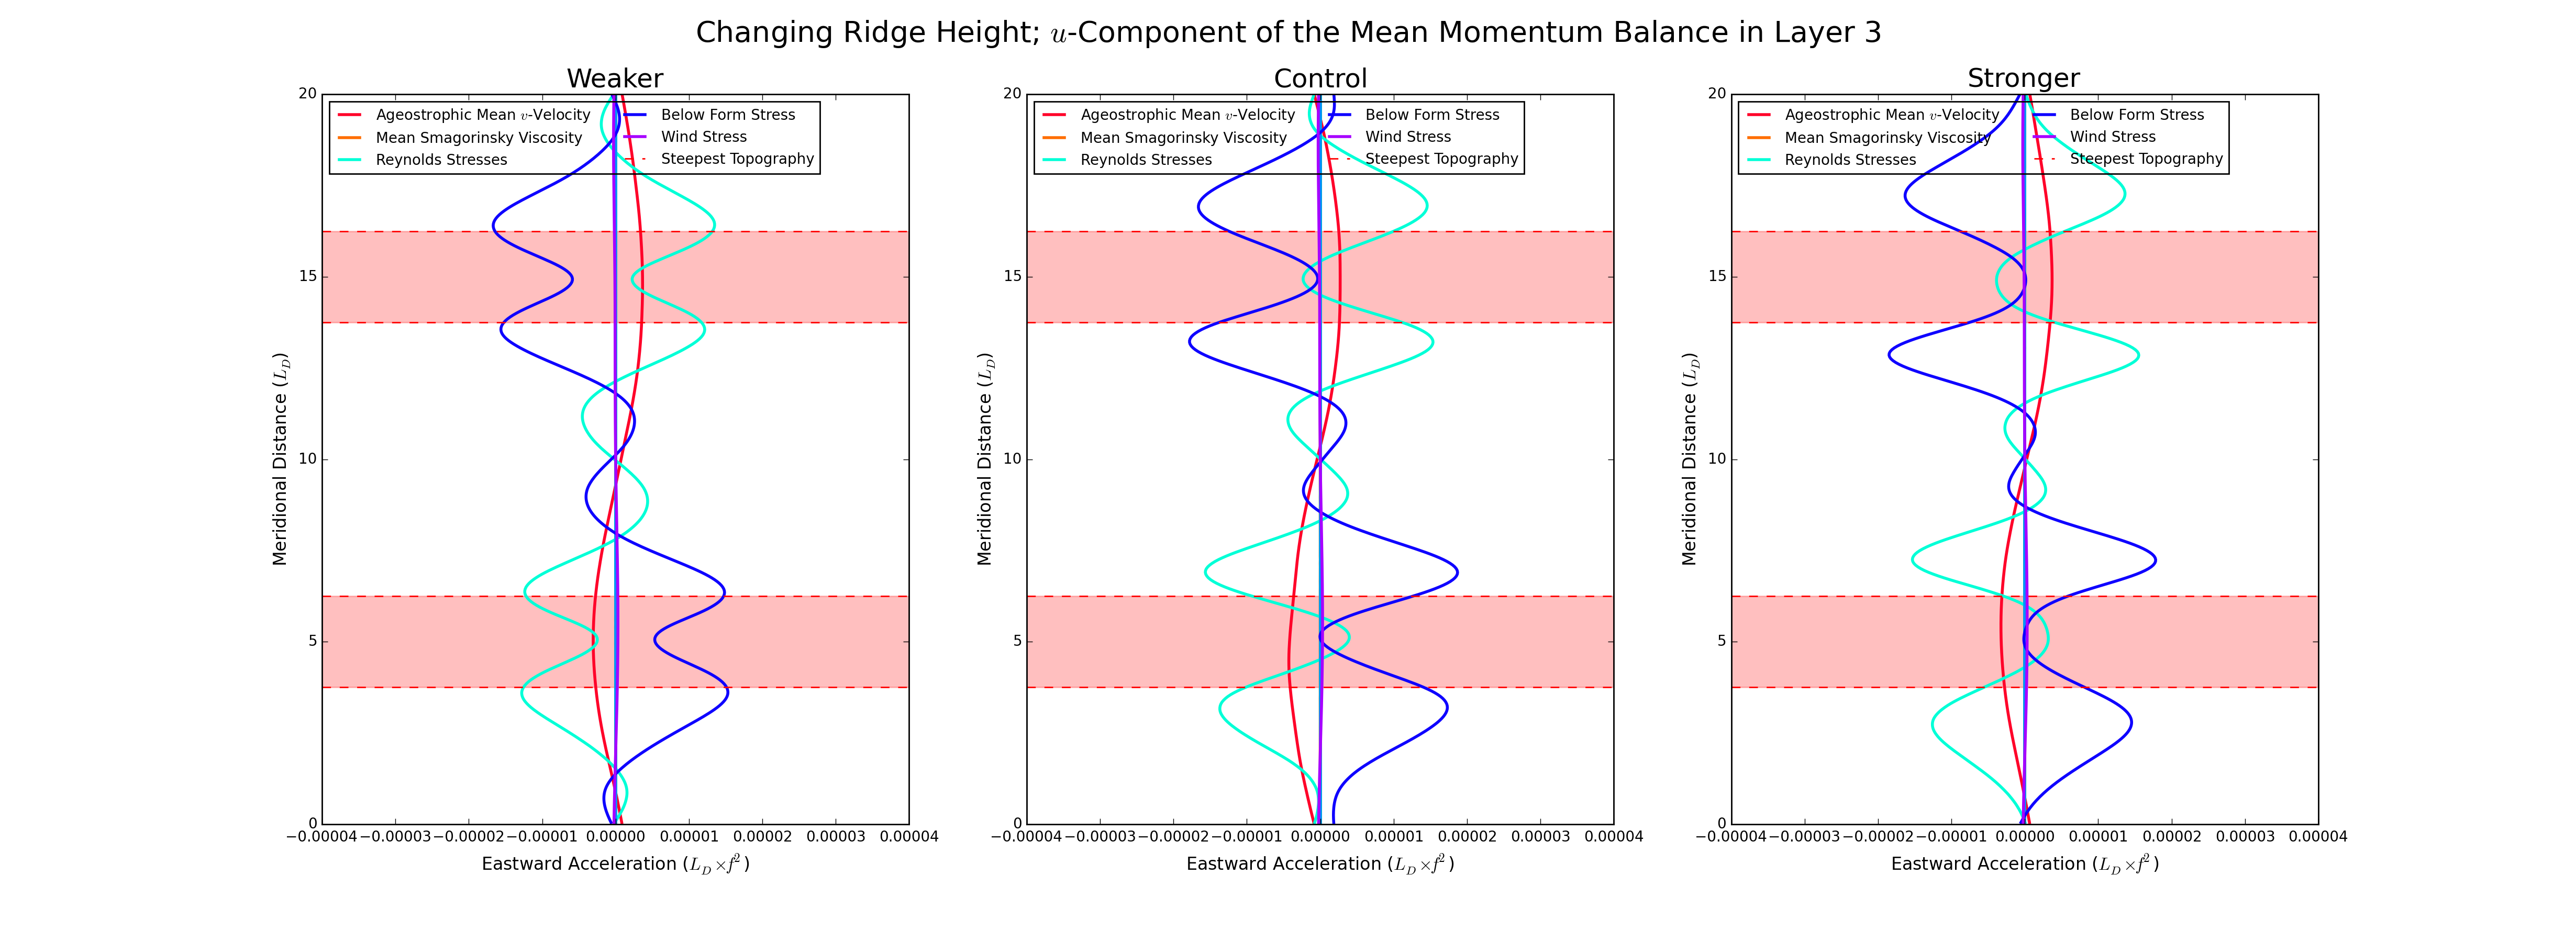 Changing Ridge Height; u-Component of the Mean Momentum Balance in Layer 3
Weaker
Ageostrophic Mean v-Velocity
Mean Smagorinsky Viscosity
Reynolds Stresses
Below Form Stress
Wind Stress
Steepest Topography
20
15
10
5
0
Meridional Distance (L_D)
−0.00004 −0.00003 −0.00002 −0.00001 0.00000 0.00001 0.00002 0.00003 0.00004
Eastward Acceleration (L_D × f²)
Control
Ageostrophic Mean v-Velocity
Mean Smagorinsky Viscosity
Reynolds Stresses
Below Form Stress
Wind Stress
Steepest Topography
20
15
10
5
0
Meridional Distance (L_D)
−0.00004 −0.00003 −0.00002 −0.00001 0.00000 0.00001 0.00002 0.00003 0.00004
Eastward Acceleration (L_D × f²)
Stronger
Ageostrophic Mean v-Velocity
Mean Smagorinsky Viscosity
Reynolds Stresses
Below Form Stress
Wind Stress
Steepest Topography
20
15
10
5
0
Meridional Distance (L_D)
−0.00004 −0.00003 −0.00002 −0.00001 0.00000 0.00001 0.00002 0.00003 0.00004
Eastward Acceleration (L_D × f²)